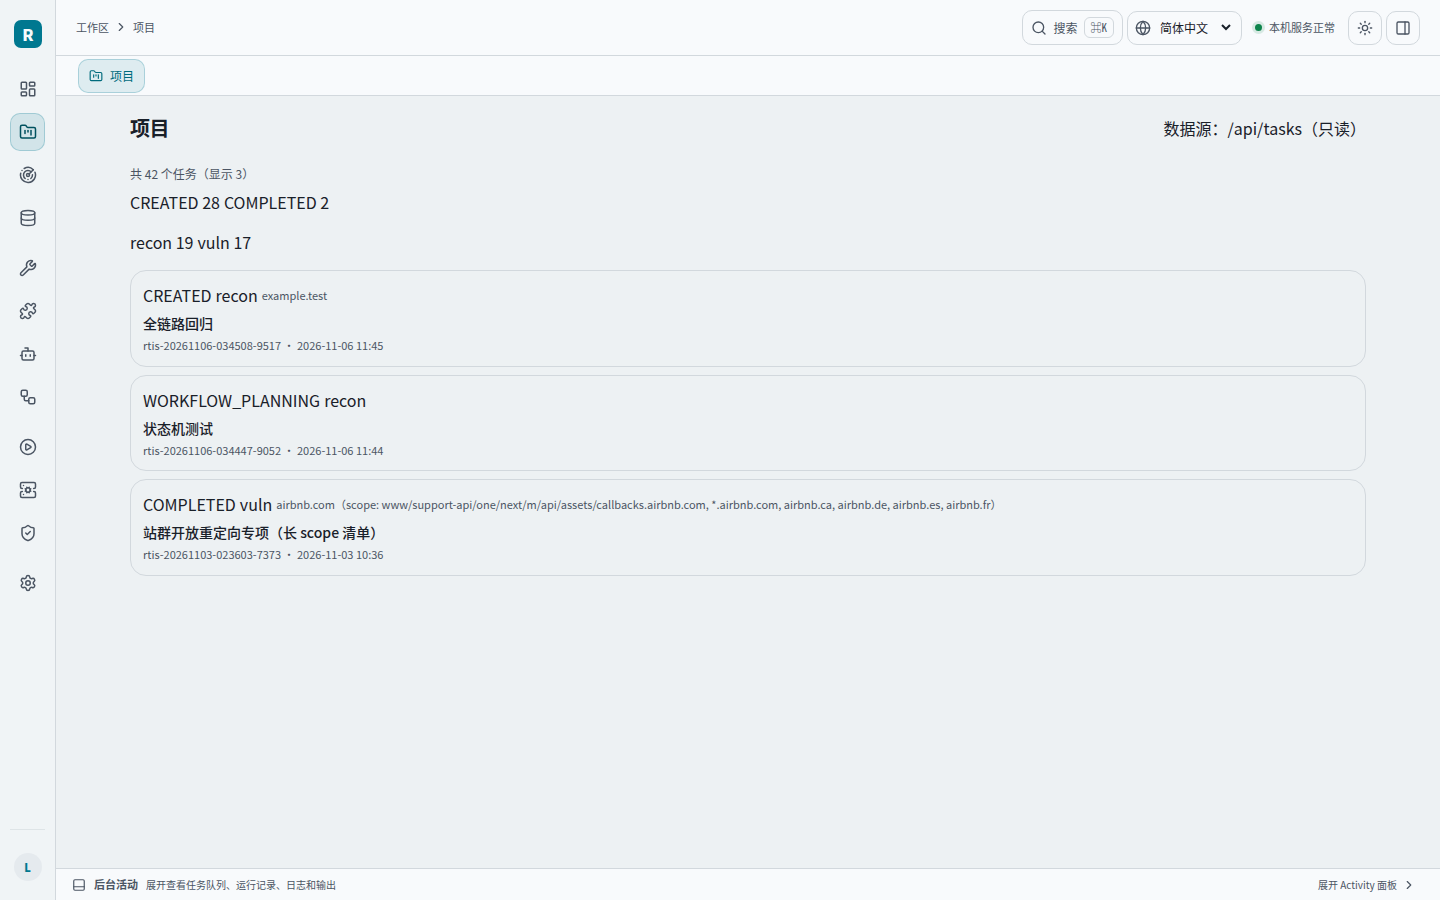 R
工作区 项目
搜索 ⌘K
简体中文
本机服务正常
项目
项目
数据源：/api/tasks（只读）
共 42 个任务（显示 3）
CREATED 28 COMPLETED 2
recon 19 vuln 17
CREATED recon example.test
全链路回归
rtis-20261106-034508-9517 · 2026-11-06 11:45
WORKFLOW_PLANNING recon
状态机测试
rtis-20261106-034447-9052 · 2026-11-06 11:44
COMPLETED vuln airbnb.com（scope: www/support-api/one/next/m/api/assets/callbacks.airbnb.com, *.airbnb.com, airbnb.ca, airbnb.de, airbnb.es, airbnb.fr）
站群开放重定向专项（长 scope 清单）
rtis-20261103-023603-7373 · 2026-11-03 10:36
L
后台活动 展开查看任务队列、运行记录、日志和输出
展开 Activity 面板